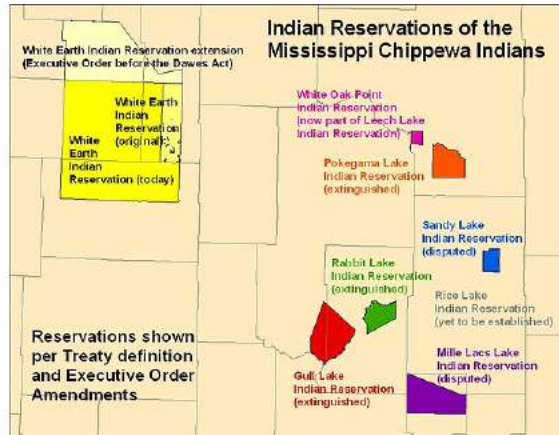 Indian Reservations of the
Mississippi Chippewa Indians
White Earth Indian Reservation extension
(Executive Order before the Dawes Act)
White Earth
Indian
Reservation
(original)
White
Earth
Indian
Reservation (today)
White Oak Point
Indian Reservation
(now part of Leech Lake
Indian Reservation)
Pokegama Lake
Indian Reservation
(extinguished)
Sandy Lake
Indian Reservation
(disputed)
Rabbit Lake
Indian Reservation
(extinguished)
Rice Lake
Indian Reservation
(yet to be established)
Mille Lacs Lake
Indian Reservation
(disputed)
Gull Lake
Indian Reservation
(extinguished)
Reservations shown
per Treaty definition
and Executive Order
Amendments